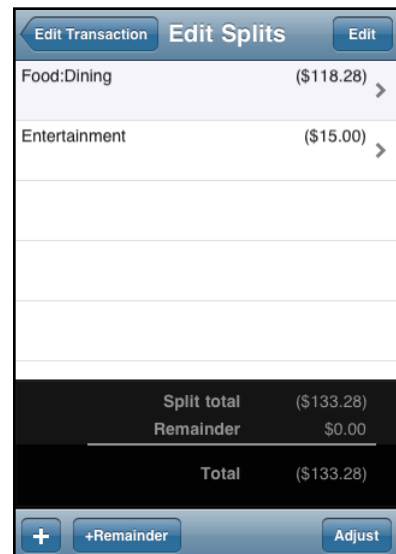 Edit Transaction Edit Splits Edit
Food:Dining ($118.28)
Entertainment ($15.00)
Split total ($133.28)
Remainder $0.00
Total ($133.28)
+ +Remainder Adjust